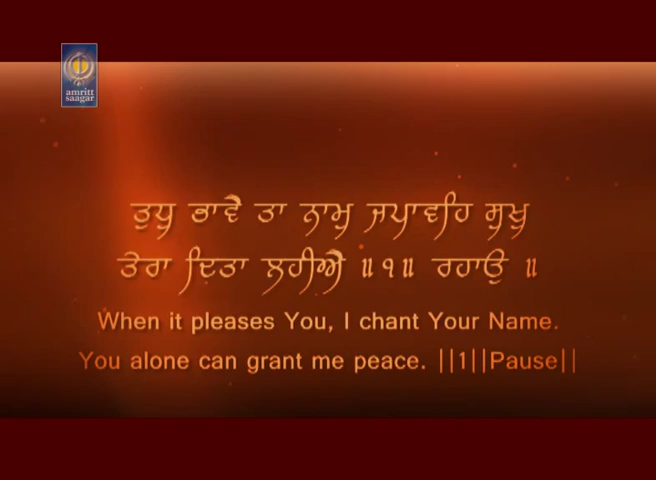 amritt
saagar
ਤੁਧੁ ਭਾਵੈ ਤਾ ਨਾਮੁ ਜਪਾਵਹਿ ਸੁਖੁ
ਤੇਰਾ ਦਿਤਾ ਲਹੀਐ ॥੧॥ ਰਹਾਉ ॥
When it pleases You, I chant Your Name.
You alone can grant me peace. ||1||Pause||